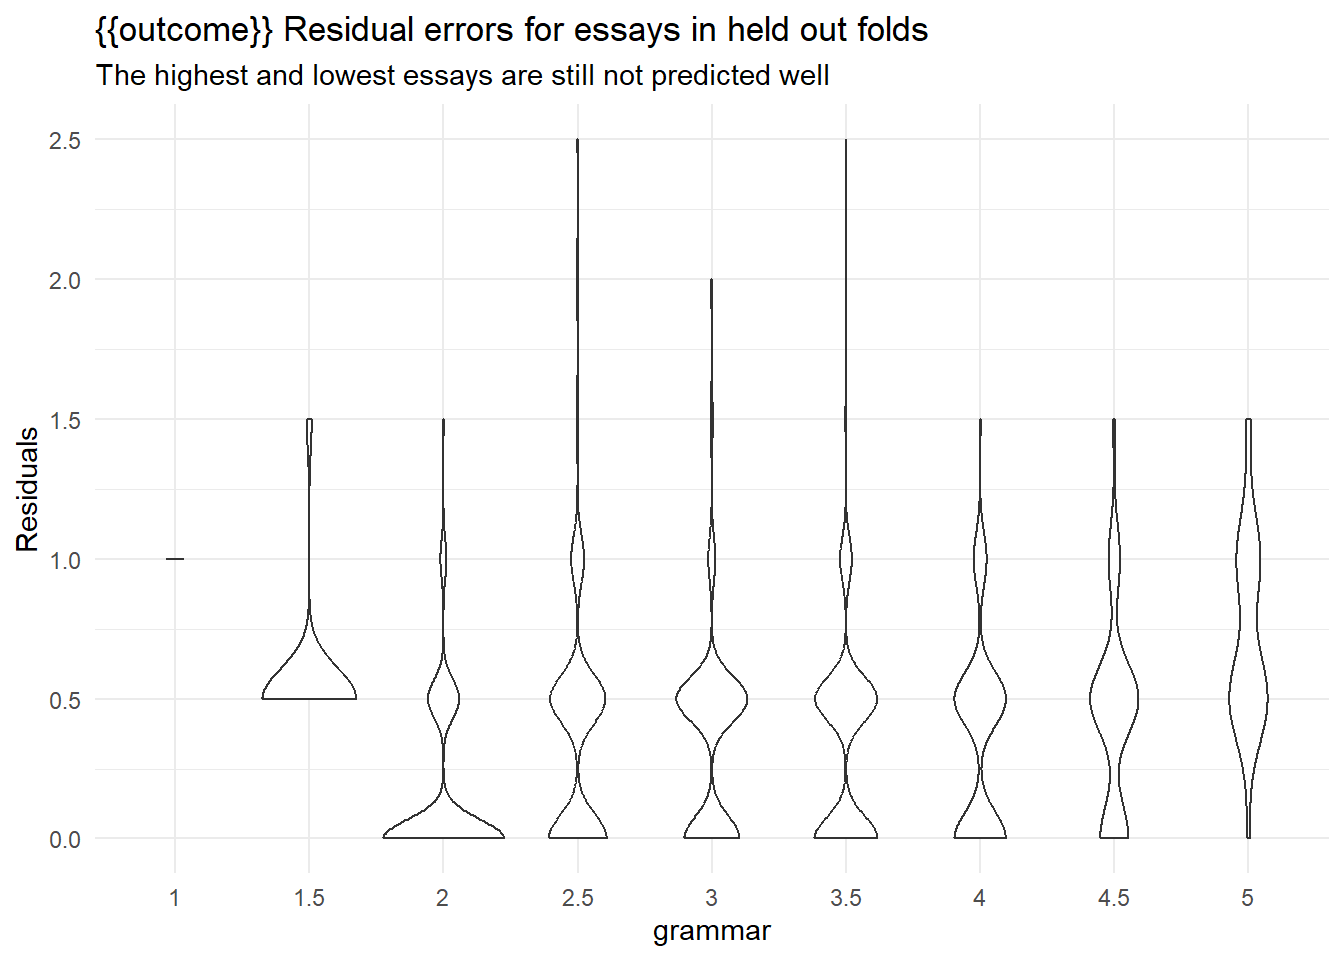 {{outcome}} Residual errors for essays in held out folds
The highest and lowest essays are still not predicted well
2.5
2.0
1.5
1.0
0.5
0.0
Residuals
1 1.5 2 2.5 3 3.5 4 4.5 5
grammar